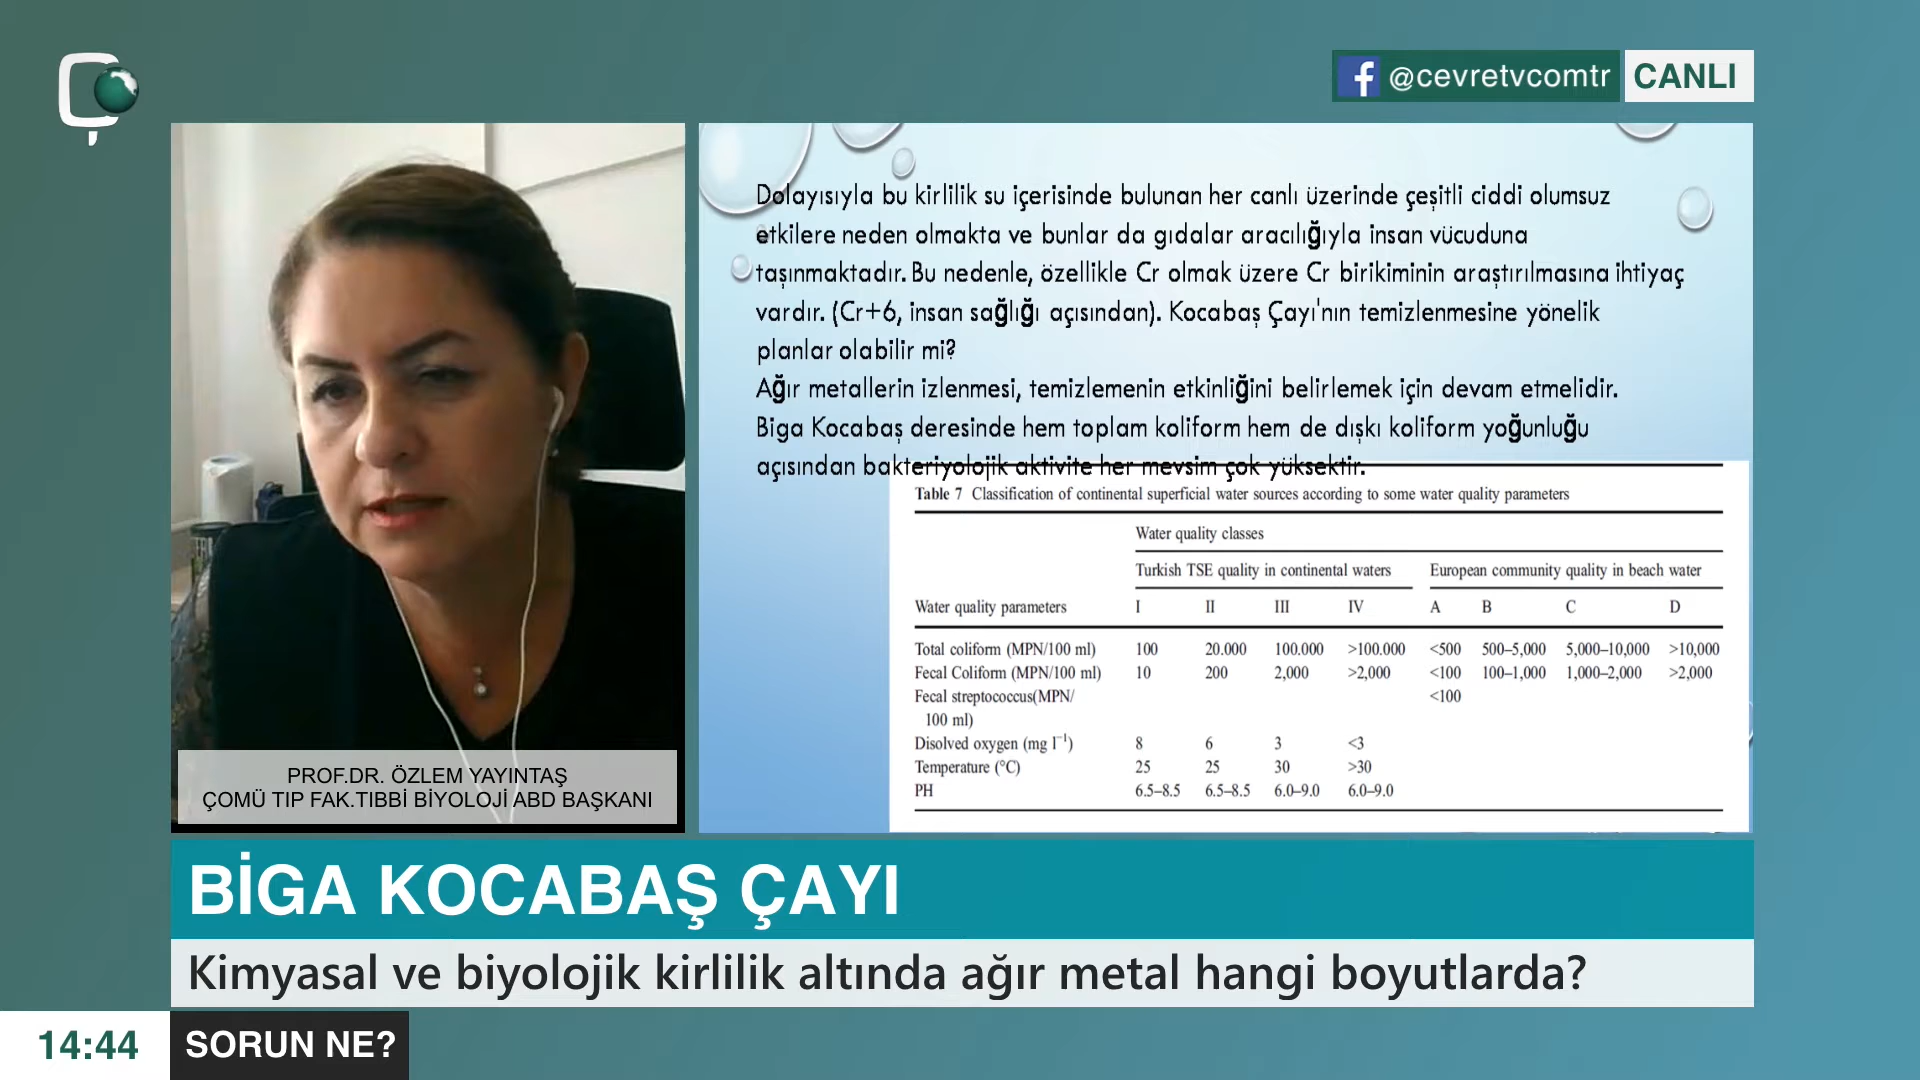 @cevretvcomtr
CANLI
Dolayısıyla bu kirlilik su içerisinde bulunan her canlı üzerinde çeşitli ciddi olumsuz
etkilere neden olmakta ve bunlar da gıdalar aracılığıyla insan vücuduna
taşınmaktadır. Bu nedenle, özellikle Cr olmak üzere Cr birikiminin araştırılmasına ihtiyaç
vardır. (Cr+6, insan sağlığı açısından). Kocabaş Çayı'nın temizlenmesine yönelik
planlar olabilir mi?
Ağır metallerin izlenmesi, temizlemenin etkinliğini belirlemek için devam etmelidir.
Biga Kocabaş deresinde hem toplam koliform hem de dışkı koliform yoğunluğu
açısından bakteriyolojik aktivite her mevsim çok yüksektir.
Table 7 Classification of continental superficial water sources according to some water quality parameters
Water quality classes
Turkish TSE quality in continental waters European community quality in beach water
Water quality parameters I II III IV A B C D
Total coliform (MPN/100 ml) 100 20.000 100.000 >100.000 <500 500–5,000 5,000–10,000 >10,000
Fecal Coliform (MPN/100 ml) 10 200 2,000 >2,000 <100 100–1,000 1,000–2,000 >2,000
Fecal streptococcus(MPN/ <100
100 ml)
Disolved oxygen (mg l⁻¹) 8 6 3 <3
Temperature (°C) 25 25 30 >30
PH 6.5–8.5 6.5–8.5 6.0–9.0 6.0–9.0
PROF.DR. ÖZLEM YAYINTAŞ
ÇOMÜ TIP FAK.TIBBİ BİYOLOJİ ABD BAŞKANI
BİGA KOCABAŞ ÇAYI
Kimyasal ve biyolojik kirlilik altında ağır metal hangi boyutlarda?
14:44
SORUN NE?